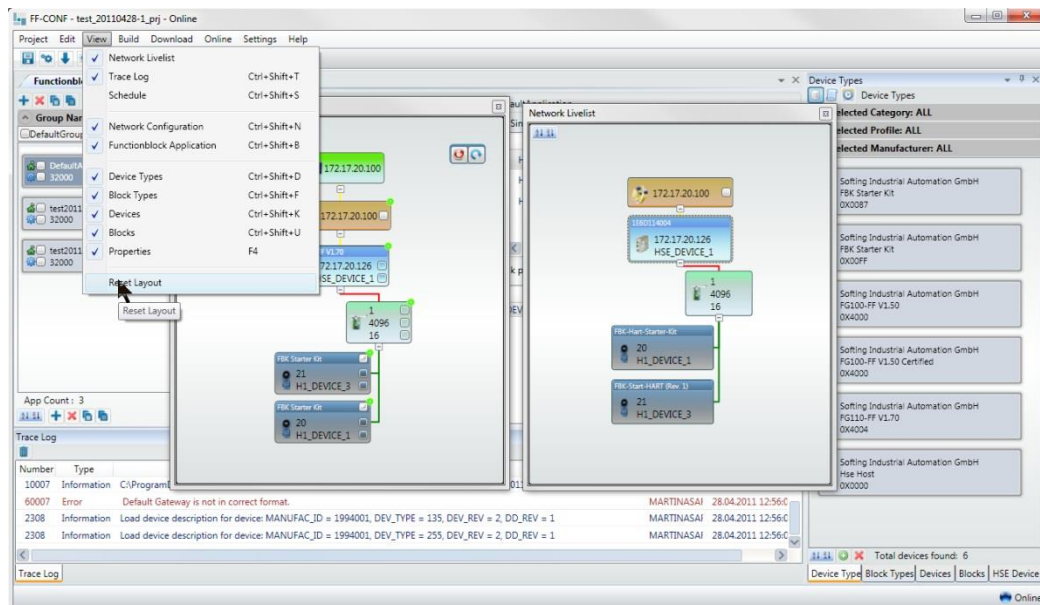 FF-CONF - test_20110428-1_prj - Online
Project Edit View Build Download Online Settings Help
Network Livelist
Trace Log Ctrl+Shift+T
Schedule Ctrl+Shift+S
Network Configuration Ctrl+Shift+N
Functionblock Application Ctrl+Shift+B
Device Types Ctrl+Shift+D
Block Types Ctrl+Shift+F
Devices Ctrl+Shift+K
Blocks Ctrl+Shift+U
Properties F4
Reset Layout
Reset Layout
Group Nar
DefaultGroup
32000
test2011
32000
test2011
32000
App Count : 3
172.17.20.100
172.17.20.100
FF V1.70
172.17.20.126
HSE_DEVICE_1
1
4096
16
FBK Starter Kit
21
H1_DEVICE_3
FBK Starter Kit
20
H1_DEVICE_1
Network Livelist
172.17.20.100
172.17.20.126
HSE_DEVICE_1
1
4096
16
FBK-Hart-Starter-Kit
20
H1_DEVICE_1
FBK-Start-HART (Rev. 1)
21
H1_DEVICE_3
Device Types
Device Types
elected Category: ALL
elected Profile: ALL
elected Manufacturer: ALL
Softing Industrial Automation GmbH
FBK Starter Kit
0X0087
Softing Industrial Automation GmbH
FBK Starter Kit
0X00FF
Softing Industrial Automation GmbH
FG100-FF V1.50
0X4000
Softing Industrial Automation GmbH
FG100-FF V1.50 Certified
0X4000
Softing Industrial Automation GmbH
FG110-FF V1.70
0X4004
Softing Industrial Automation GmbH
Hse Host
0X0000
Total devices found: 6
Device Type Block Types Devices Blocks HSE Device
Trace Log
Number Type
10007 Information C:\Program
60007 Error Default Gateway is not in correct format. MARTINASAI 28.04.2011 12:56:0
2308 Information Load device description for device: MANUFAC_ID = 1994001, DEV_TYPE = 135, DEV_REV = 2, DD_REV = 1 MARTINASAI 28.04.2011 12:56:0
2308 Information Load device description for device: MANUFAC_ID = 1994001, DEV_TYPE = 255, DEV_REV = 2, DD_REV = 1 MARTINASAI 28.04.2011 12:56:0
Trace Log
Online